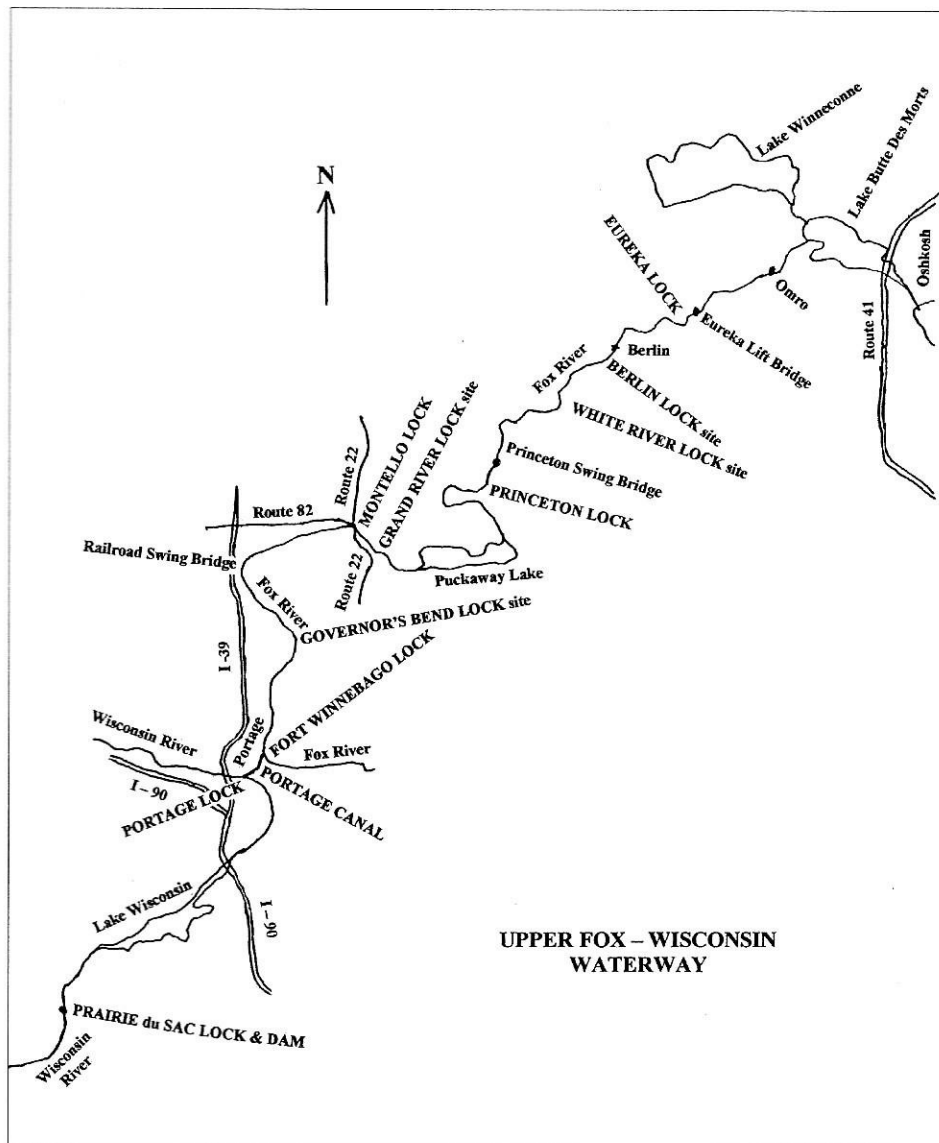 Lake Winneconne
Lake Butte Des Morts
N
EUREKA LOCK
Oshkosh
Omro
Route 41
Eureka Lift Bridge
Fox River
Berlin
BERLIN LOCK site
WHITE RIVER LOCK site
Route 22
MONTELLO LOCK
GRAND RIVER LOCK site
Princeton Swing Bridge
PRINCETON LOCK
Route 82
Railroad Swing Bridge
Route 22
Puckaway Lake
Fox River
GOVERNOR'S BEND LOCK site
I -39
FORT WINNEBAGO LOCK
Wisconsin River
Portage
Fox River
I – 90
PORTAGE LOCK
PORTAGE CANAL
Lake Wisconsin
I – 90
UPPER FOX – WISCONSIN
WATERWAY
PRAIRIE du SAC LOCK & DAM
Wisconsin
River